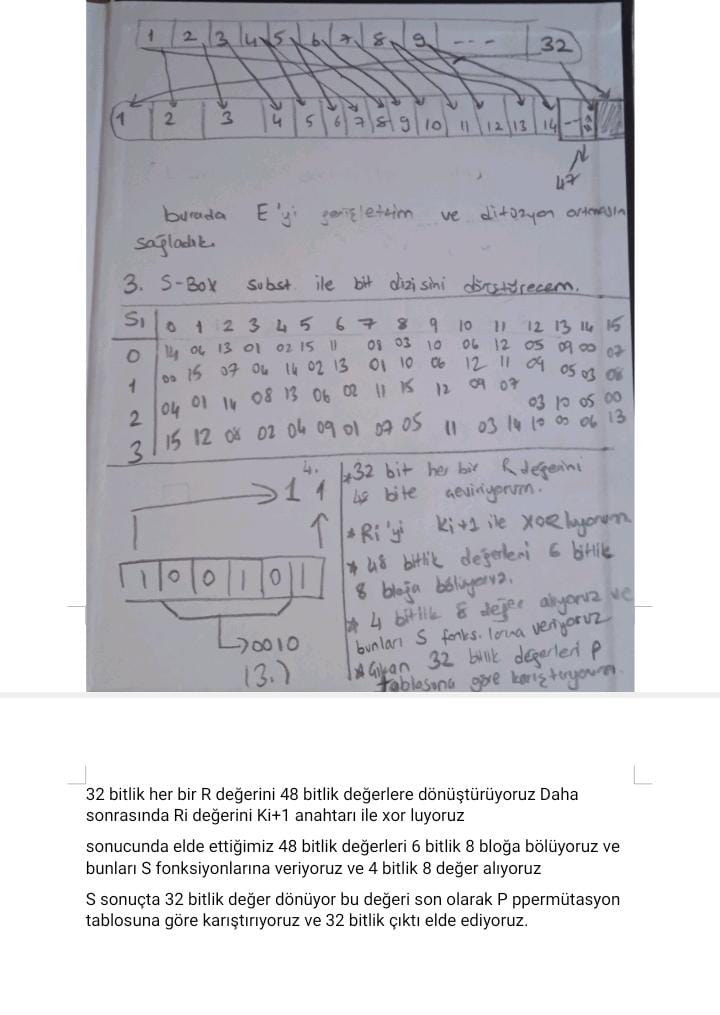 1 2 3 4 5 6 7 8 9 --- 32
1 2 3 4 5 6 7 8 9 10 11 12 13 14 --
47
burada E'yi genişlettim ve difüzyon artmasın
sağladık.
3. S-Box subst. ile bit dizisini dönştürecem.
S1 0 1 2 3 4 5 6 7 8 9 10 11 12 13 14 15
0 14 04 13 01 02 15 11 08 03 10 06 12 05 09 00 07
1 00 15 07 04 14 02 13 01 10 06 12 11 09 05 03 08
2 04 01 14 08 13 06 02 11 15 12 09 07 03 10 05 00
3 15 12 08 02 04 09 01 07 05 11 03 14 10 00 06 13
4.
1 1
1 0 0 1 0 1
0010
(3.)
*32 bit her bir R değerini
48 bite çeviriyorum.
* Ri'yi Ki+1 ile XOR luyorum
* 48 bitlik değerleri 6 bitlik
8 bloğa bölüyoruz.
* 4 bitlik 8 değer alıyoruz ve
bunları S fonks. larına veriyoruz
* Çıkan 32 bitlik değerleri P
tablosuna göre karıştırıyorum.
32 bitlik her bir R değerini 48 bitlik değerlere dönüştürüyoruz Daha
sonrasında Ri değerini Ki+1 anahtarı ile xor luyoruz
sonucunda elde ettiğimiz 48 bitlik değerleri 6 bitlik 8 bloğa bölüyoruz ve
bunları S fonksiyonlarına veriyoruz ve 4 bitlik 8 değer alıyoruz
S sonuçta 32 bitlik değer dönüyor bu değeri son olarak P ppermütasyon
tablosuna göre karıştırıyoruz ve 32 bitlik çıktı elde ediyoruz.